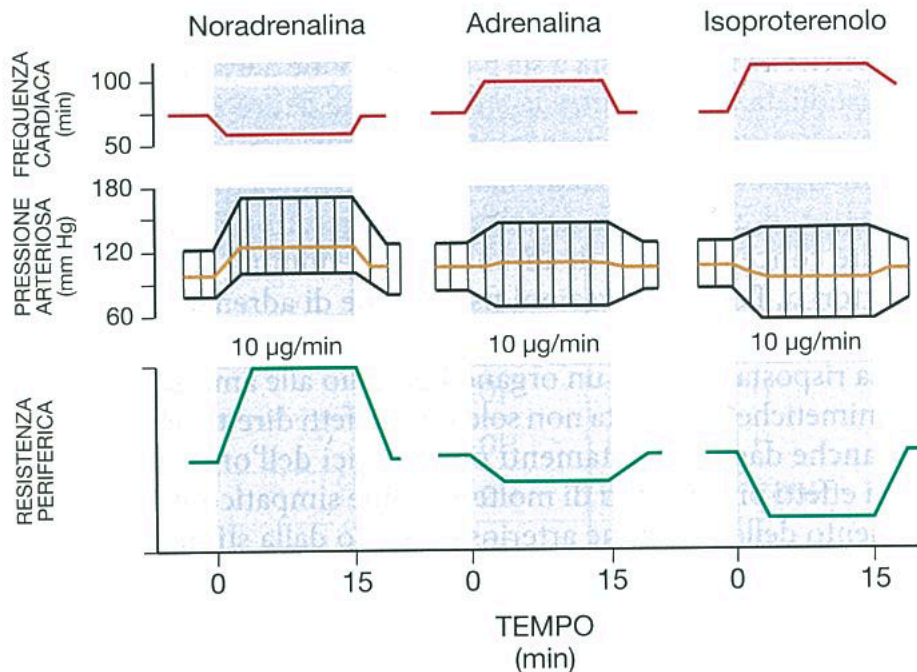 Noradrenalina Adrenalina Isoproterenolo
FREQUENZA
CARDIACA
(min)
100
50
PRESSIONE
ARTERIOSA
(mm Hg)
180
120
60
10 µg/min 10 µg/min 10 µg/min
RESISTENZA
PERIFERICA
0 15 0 15 0 15
TEMPO
(min)